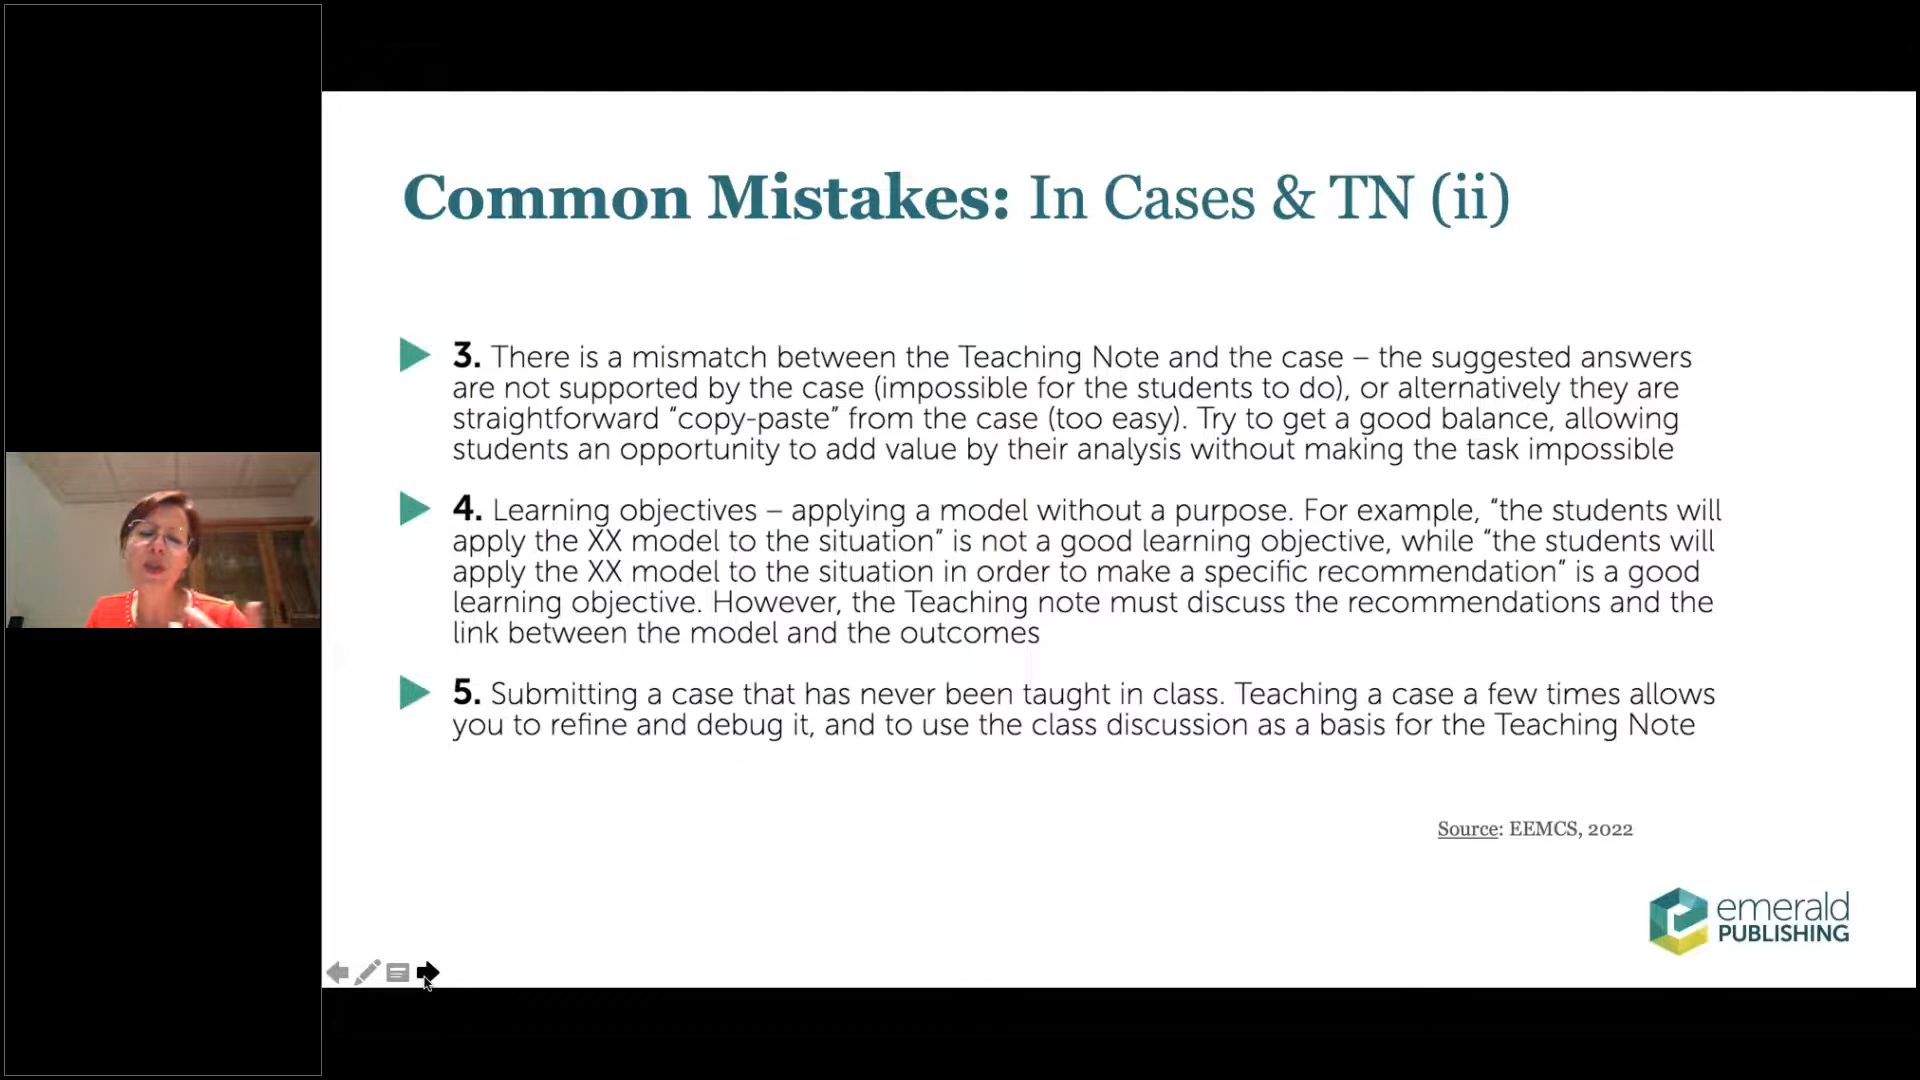 Common Mistakes: In Cases & TN (ii)
3. There is a mismatch between the Teaching Note and the case – the suggested answers
are not supported by the case (impossible for the students to do), or alternatively they are
straightforward “copy-paste” from the case (too easy). Try to get a good balance, allowing
students an opportunity to add value by their analysis without making the task impossible
4. Learning objectives – applying a model without a purpose. For example, “the students will
apply the XX model to the situation” is not a good learning objective, while “the students will
apply the XX model to the situation in order to make a specific recommendation” is a good
learning objective. However, the Teaching note must discuss the recommendations and the
link between the model and the outcomes
5. Submitting a case that has never been taught in class. Teaching a case a few times allows
you to refine and debug it, and to use the class discussion as a basis for the Teaching Note
Source: EEMCS, 2022
emerald
PUBLISHING